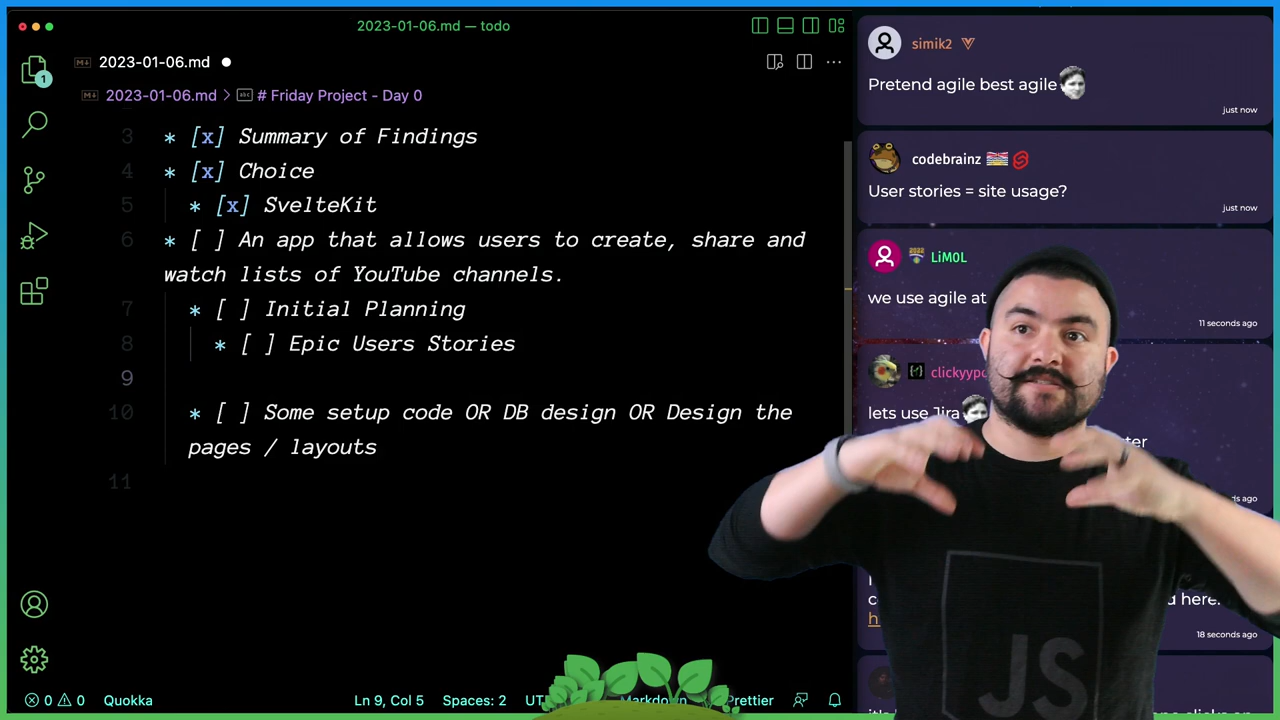 2023-01-06.md — todo
2023-01-06.md
2023-01-06.md > # Friday Project - Day 0
3 * [x] Summary of Findings
4 * [x] Choice
5 * [x] SvelteKit
6 * [ ] An app that allows users to create, share and
watch lists of YouTube channels.
7 * [ ] Initial Planning
8 * [ ] Epic Users Stories
9
10 * [ ] Some setup code OR DB design OR Design the
pages / layouts
11
1
0 0 Quokka Ln 9, Col 5 Spaces: 2 Markdown Prettier
simik2
Pretend agile best agile
just now
codebrainz
User stories = site usage?
just now
LiM0L
we use agile at
11 seconds ago
lets use Jira
18 seconds ago
JS